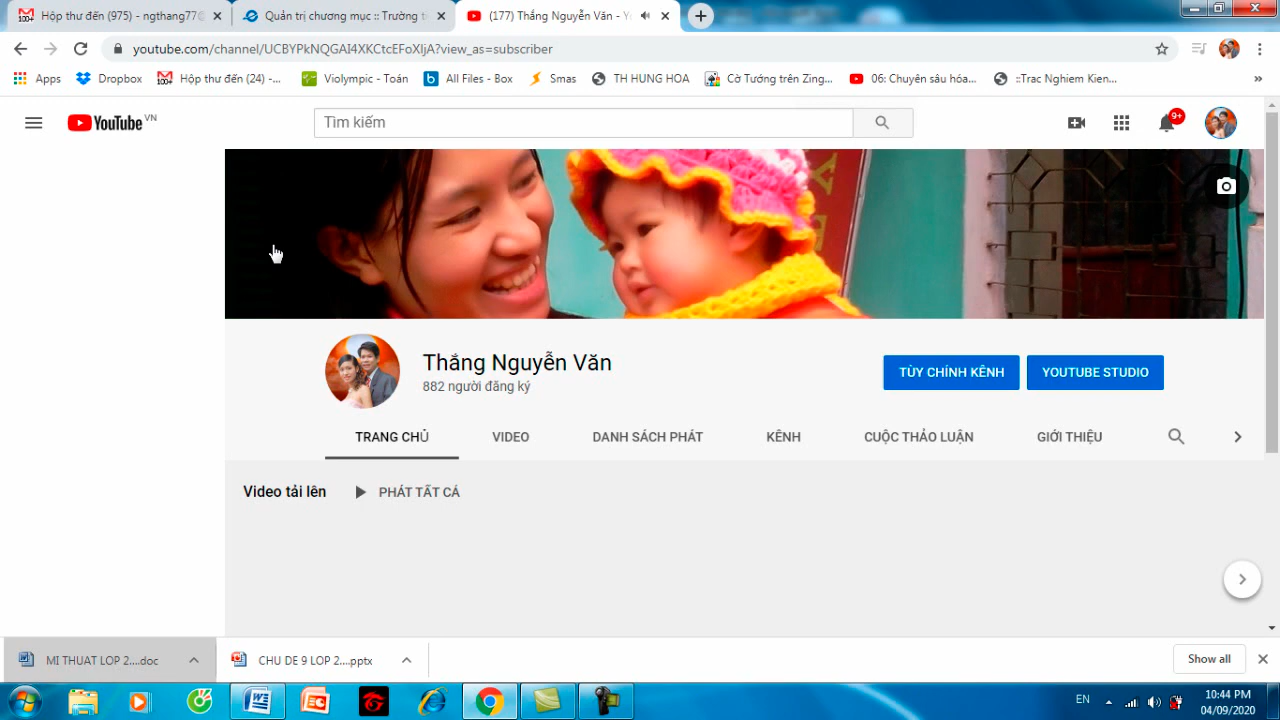 Hộp thư đến (975) - ngthang77@
Quản trị chương mục :: Trường t
(177) Thắng Nguyễn Văn - Y
youtube.com/channel/UCBYPkNQGAI4XKCtcEFoXIjA?view_as=subscriber
Apps
Dropbox
Hộp thư đến (24) -...
Violympic - Toán
All Files - Box
Smas
TH HUNG HOA
Cờ Tướng trên Zing...
06: Chuyên sâu hóa...
::Trac Nghiem Kien...
YouTube VN
Tìm kiếm
9+
Thắng Nguyễn Văn
882 người đăng ký
TÙY CHỈNH KÊNH
YOUTUBE STUDIO
TRANG CHỦ
VIDEO
DANH SÁCH PHÁT
KÊNH
CUỘC THẢO LUẬN
GIỚI THIỆU
Video tải lên
PHÁT TẤT CẢ
MI THUAT LOP 2....doc
CHU DE 9 LOP 2....pptx
Show all
EN
10:44 PM
04/09/2020